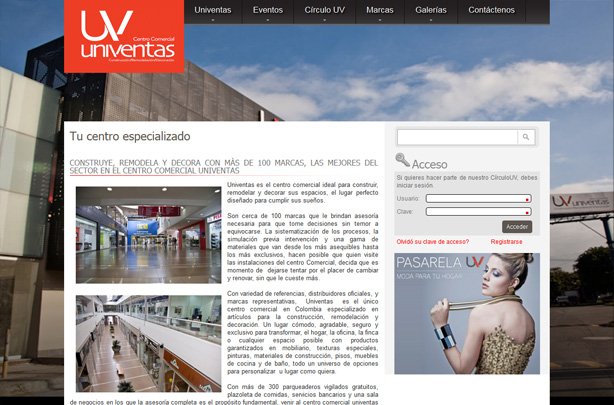 Univentas Eventos Círculo UV Marcas Galerías Contáctenos
UV
Centro Comercial
univentas
Construcción/Remodelación/Decoración
Tu centro especializado
CONSTRUYE, REMODELA Y DECORA CON MÁS DE 100 MARCAS, LAS MEJORES DEL
SECTOR EN EL CENTRO COMERCIAL UNIVENTAS
Univentas es el centro comercial ideal para construir,
remodelar y decorar sus espacios, el lugar perfecto
diseñado para cumplir sus sueños.
Son cerca de 100 marcas que le brindan asesoría
necesaria para que tome decisiones sin temor a
equivocarse. La sistematización de los procesos, la
simulación previa intervención y una gama de
materiales que van desde los más asequibles hasta
los más exclusivos, hacen posible que quien visite
las instalaciones del centro Comercial, decida que es
momento de dejarse tentar por el placer de cambiar
y renovar, sin que le cueste más.
Con variedad de referencias, distribuidores oficiales, y
marcas representativas, Univentas es el único
centro comercial en Colombia especializado en
artículos para la construcción, remodelación y
decoración. Un lugar cómodo, agradable, seguro y
exclusivo para transformar, el hogar, la oficina, la finca
o cualquier espacio posible con productos
garantizados en mobiliario, texturas especiales,
pinturas, materiales de construcción, pisos, muebles
de cocina y de baño, todo un universo de opciones
para personalizar u lugar como quiera.
Con más de 300 parqueaderos vigilados gratuitos,
plazoleta de comidas, servicios bancarios y una sala
de negocios en los que la asesoría completa es el propósito fundamental, venir al centro comercial univentas
Acceso
Si quieres hacer parte de nuestro CírculoUV, debes
iniciar sesión.
Usuario:
Clave:
Acceder
Olvidó su clave de acceso? Registrarse
PASARELA UV
MODA PARA TU HOGAR
UV univentas